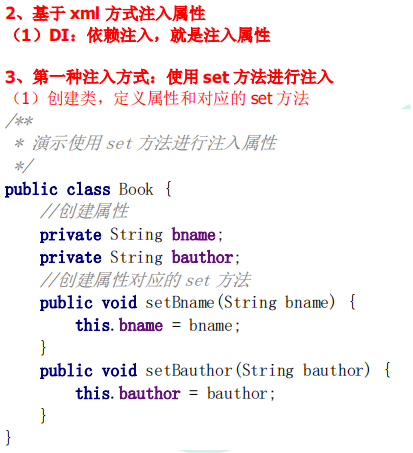 2、基于 xml 方式注入属性
（1）DI：依赖注入，就是注入属性
3、第一种注入方式：使用 set 方法进行注入
（1）创建类，定义属性和对应的 set 方法
/**
 * 演示使用 set 方法进行注入属性
 */
public class Book {
    //创建属性
    private String bname;
    private String bauthor;
    //创建属性对应的 set 方法
    public void setBname(String bname) {
        this.bname = bname;
    }
    public void setBauthor(String bauthor) {
        this.bauthor = bauthor;
    }
}